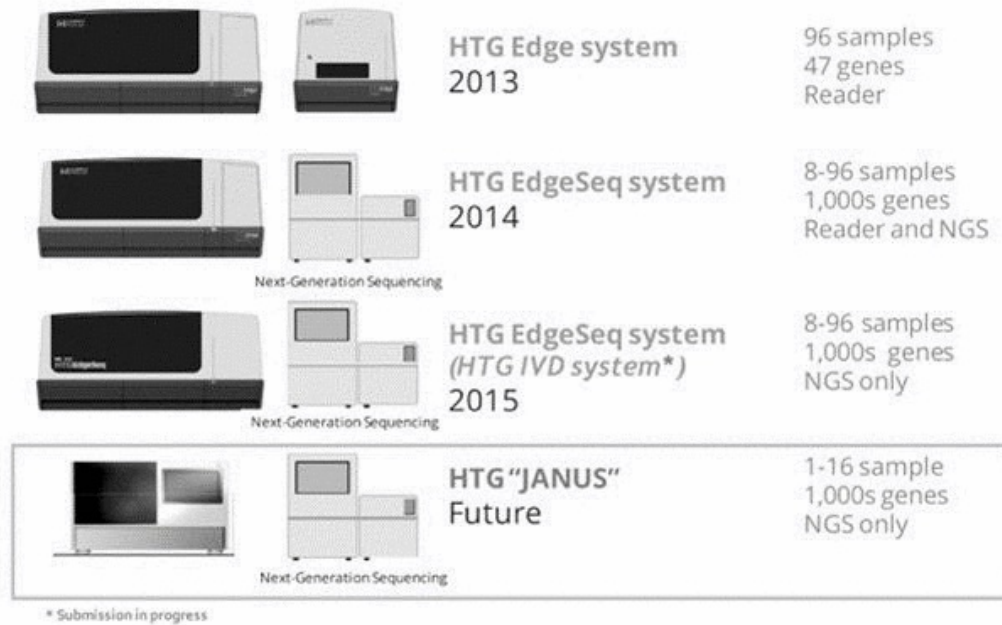 HTG Edge system
2013
96 samples
47 genes
Reader
HTG EdgeSeq system
2014
8-96 samples
1,000s genes
Reader and NGS
Next-Generation Sequencing
HTG EdgeSeq system
(HTG IVD system*)
2015
8-96 samples
1,000s genes
NGS only
HTG EdgeSeq
Next-Generation Sequencing
HTG "JANUS"
Future
1-16 sample
1,000s genes
NGS only
Next-Generation Sequencing
* Submission in progress